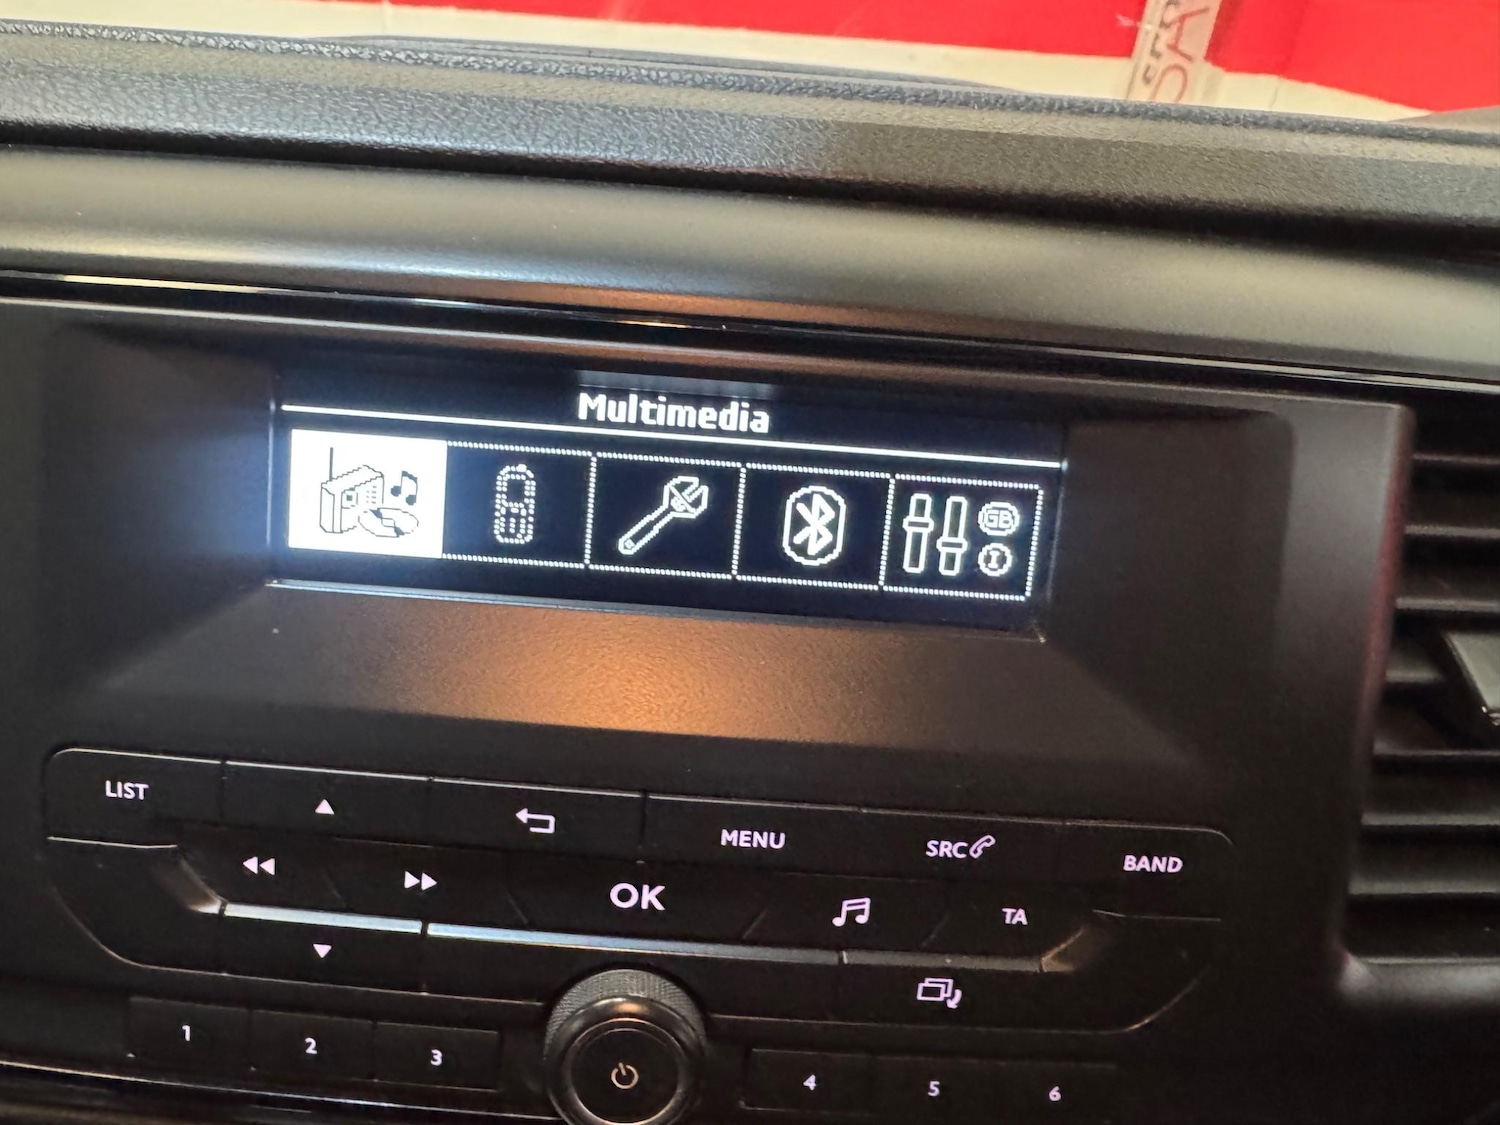 Multimedia
GB
I
LIST
MENU
SRC
BAND
OK
TA
1
2
3
4
5
6